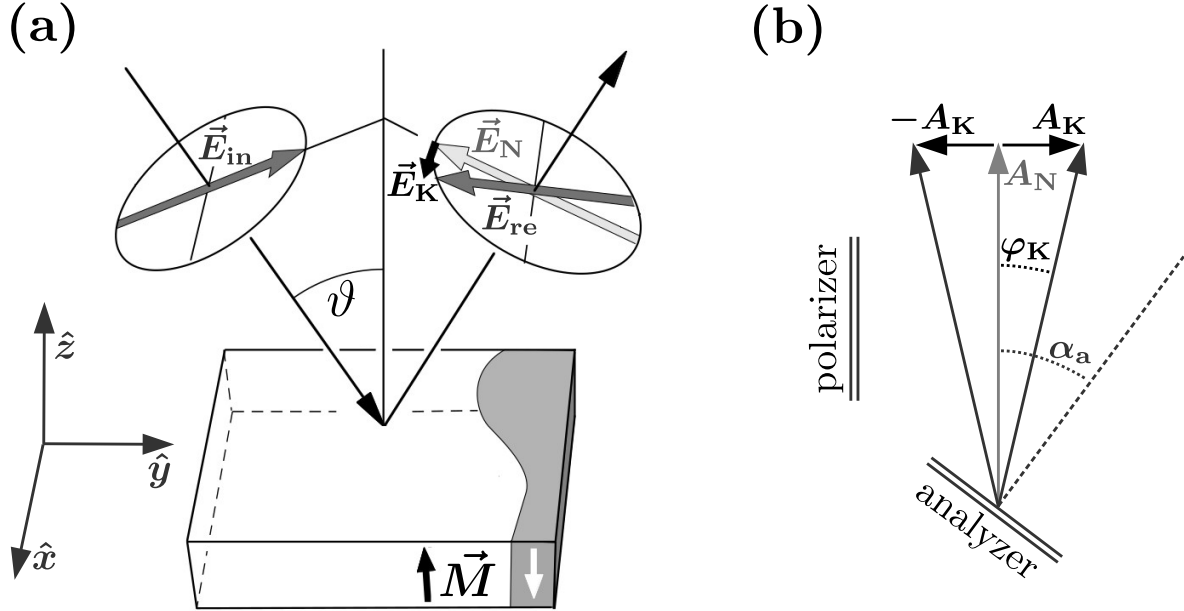 (a)
E⃗in
E⃗N
E⃗K
E⃗re
ϑ
ẑ
ŷ
x̂
M⃗
(b)
−AK
AK
AN
φK
αa
polarizer
analyzer